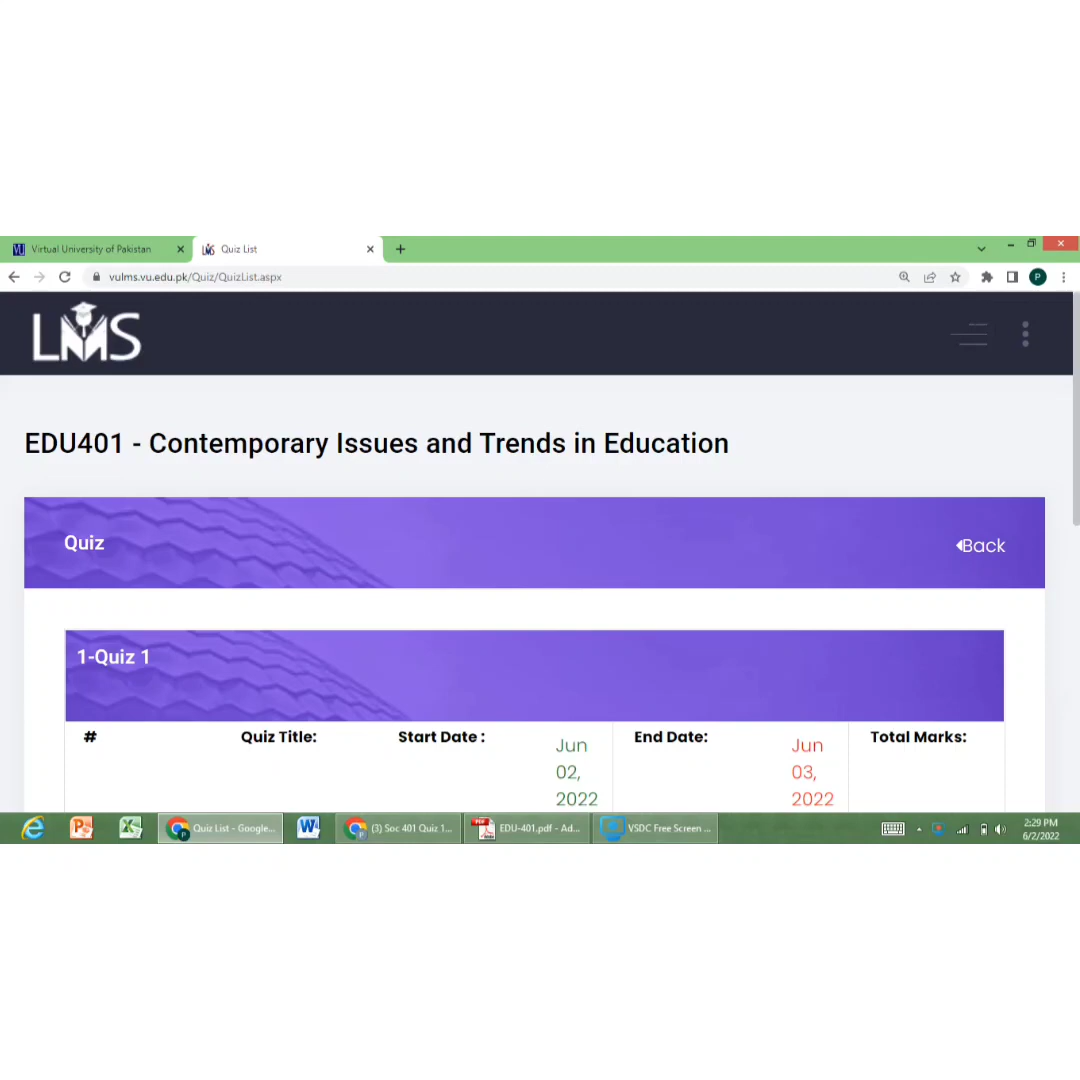 VU Virtual University of Pakistan
LMS Quiz List
vulms.vu.edu.pk/Quiz/QuizList.aspx
P
LMS
EDU401 - Contemporary Issues and Trends in Education
Quiz
Back
1-Quiz 1
# Quiz Title: Start Date : Jun 02, 2022 End Date: Jun 03, 2022 Total Marks:
Quiz List - Google...
(3) Soc 401 Quiz 1...
EDU-401.pdf - Ad...
VSDC Free Screen ...
2:29 PM
6/2/2022